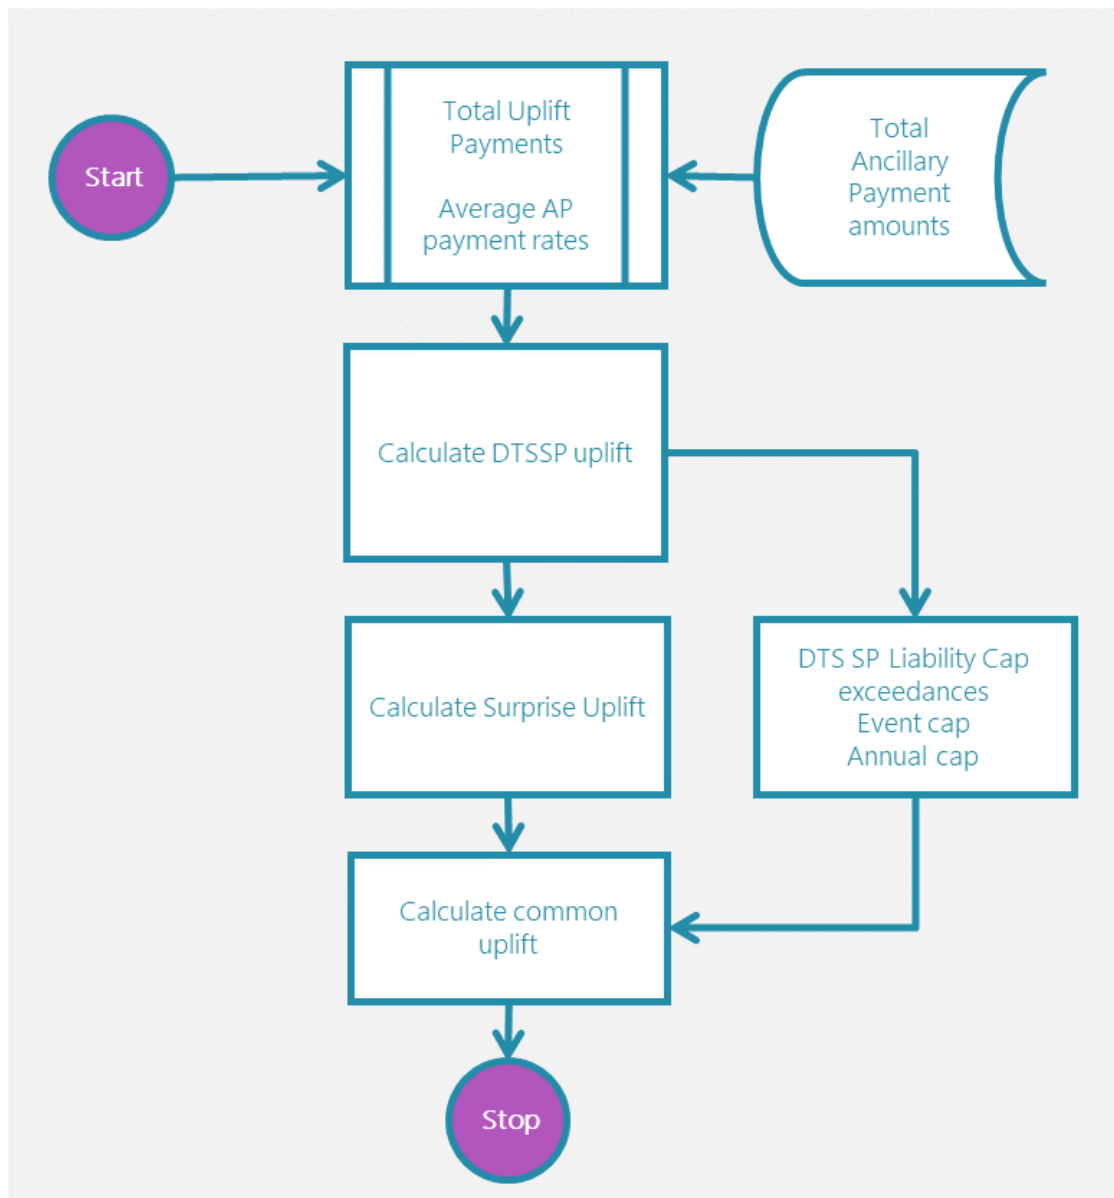 Start
Total Uplift
Payments
Average AP
payment rates
Total
Ancillary
Payment
amounts
Calculate DTSSP uplift
Calculate Surprise Uplift
DTS SP Liability Cap
exceedances
Event cap
Annual cap
Calculate common
uplift
Stop